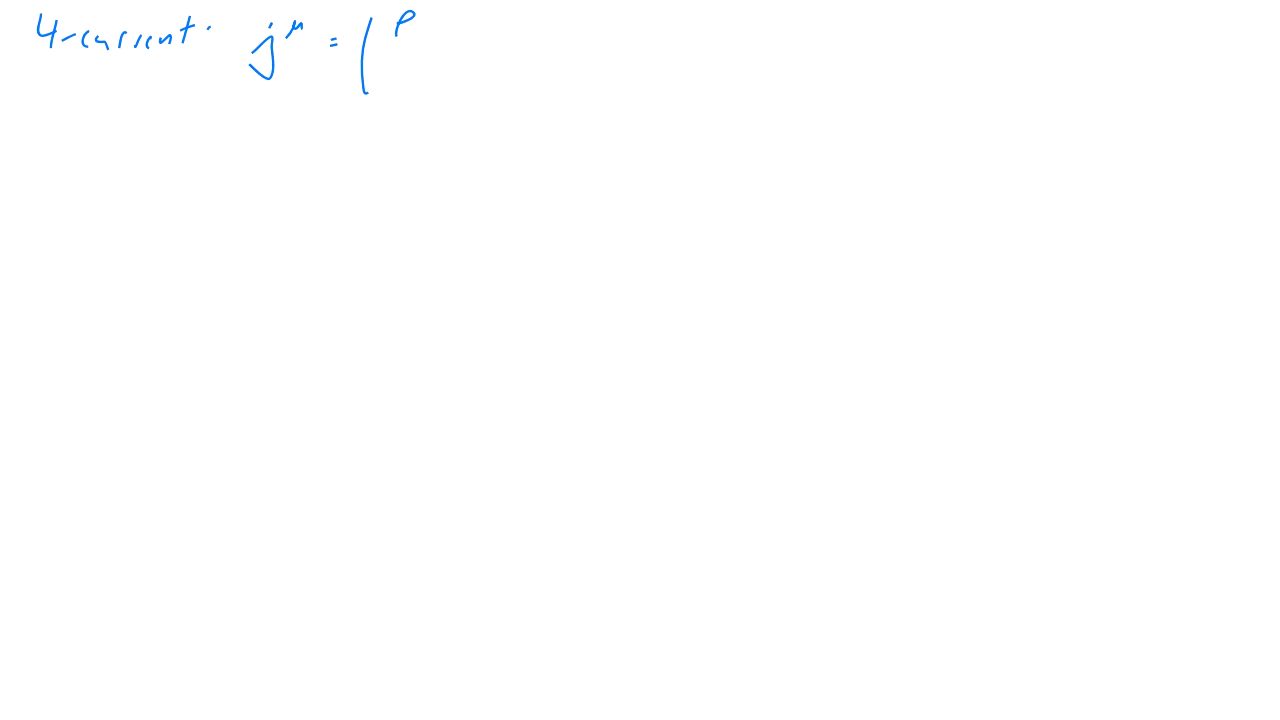 4-current: j^μ = ( ρ